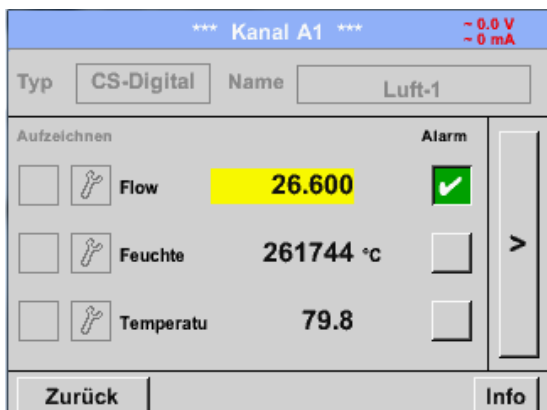 *** Kanal A1 ***
~ 0.0 V
~ 0 mA
Typ CS-Digital Name Luft-1
Aufzeichnen Alarm
Flow 26.600
Feuchte 261744 °C
>
Temperatu 79.8
Zurück Info